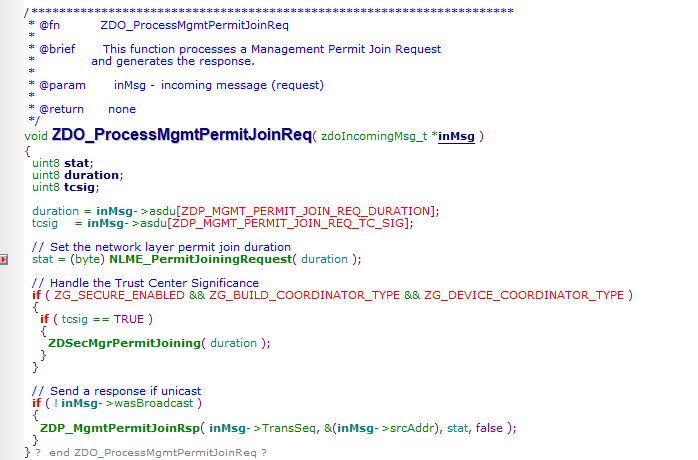 /*********************************************************************
 * @fn          ZDO_ProcessMgmtPermitJoinReq
 *
 * @brief       This function processes a Management Permit Join Request
 *              and generates the response.
 *
 * @param       inMsg - incoming message (request)
 *
 * @return      none
 */
void ZDO_ProcessMgmtPermitJoinReq( zdoIncomingMsg_t *inMsg )
{
  uint8 stat;
  uint8 duration;
  uint8 tcsig;

  duration = inMsg->asdu[ZDP_MGMT_PERMIT_JOIN_REQ_DURATION];
  tcsig    = inMsg->asdu[ZDP_MGMT_PERMIT_JOIN_REQ_TC_SIG];

  // Set the network layer permit join duration
  stat = (byte) NLME_PermitJoiningRequest( duration );

  // Handle the Trust Center Significance
  if ( ZG_SECURE_ENABLED && ZG_BUILD_COORDINATOR_TYPE && ZG_DEVICE_COORDINATOR_TYPE )
  {
    if ( tcsig == TRUE )
    {
      ZDSecMgrPermitJoining( duration );
    }
  }

  // Send a response if unicast
  if ( ! inMsg->wasBroadcast )
  {
    ZDP_MgmtPermitJoinRsp( inMsg->TransSeq, &(inMsg->srcAddr), stat, false );
  }
} ? end ZDO_ProcessMgmtPermitJoinReq ?